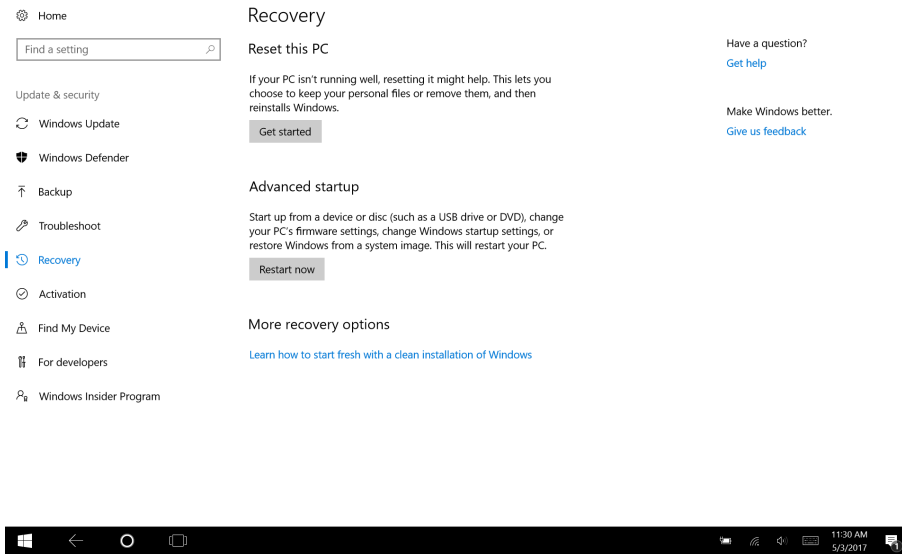 Home
Find a setting
Update & security
Windows Update
Windows Defender
Backup
Troubleshoot
Recovery
Activation
Find My Device
For developers
Windows Insider Program
Recovery
Reset this PC
If your PC isn't running well, resetting it might help. This lets you
choose to keep your personal files or remove them, and then
reinstalls Windows.
Get started
Advanced startup
Start up from a device or disc (such as a USB drive or DVD), change
your PC's firmware settings, change Windows startup settings, or
restore Windows from a system image. This will restart your PC.
Restart now
More recovery options
Learn how to start fresh with a clean installation of Windows
Have a question?
Get help
Make Windows better.
Give us feedback
11:30 AM
5/3/2017
1